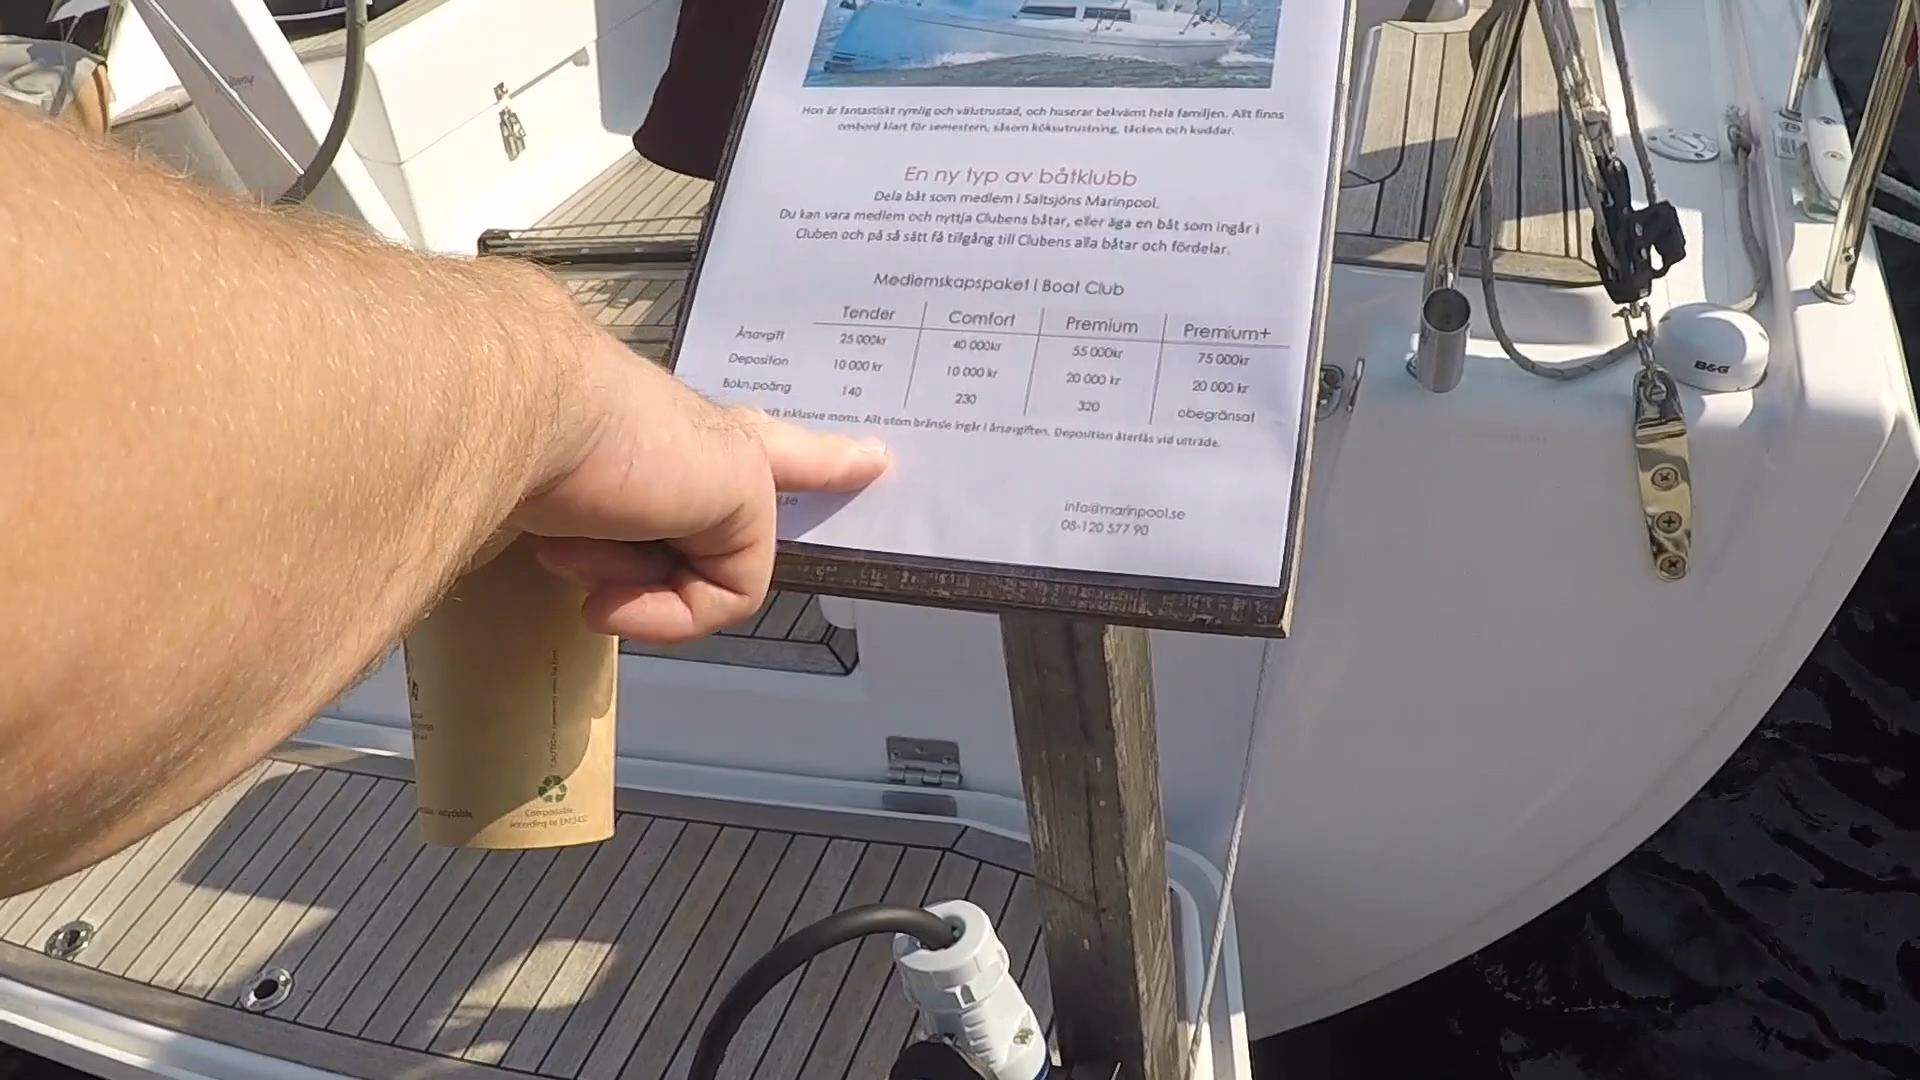 Hon är fantastiskt rymlig och välutrustad, och huserar bekvämt hela familjen. Allt finns
ombord klart för semestern, såsom köksutrustning, täcken och kuddar.
En ny typ av båtklubb
Dela båt som medlem i Saltsjöns Marinpool.
Du kan vara medlem och nyttja Clubens båtar, eller äga en båt som ingår i
Cluben och på så sätt få tillgång till Clubens alla båtar och fördelar.
Medlemskapspaket i Boat Club
Tender Comfort Premium Premium+
Årsavgift 25 000kr 40 000kr 55 000kr 75 000kr
Deposition 10 000 kr 10 000 kr 20 000 kr 20 000 kr
Bokn.poäng 140 230 320 obegränsat
inklusive moms. Allt utom bränsle ingår i årsavgiften. Deposition återfås vid utträde.
info@marinpool.se
08-120 577 90
B&G
Compostable
according to